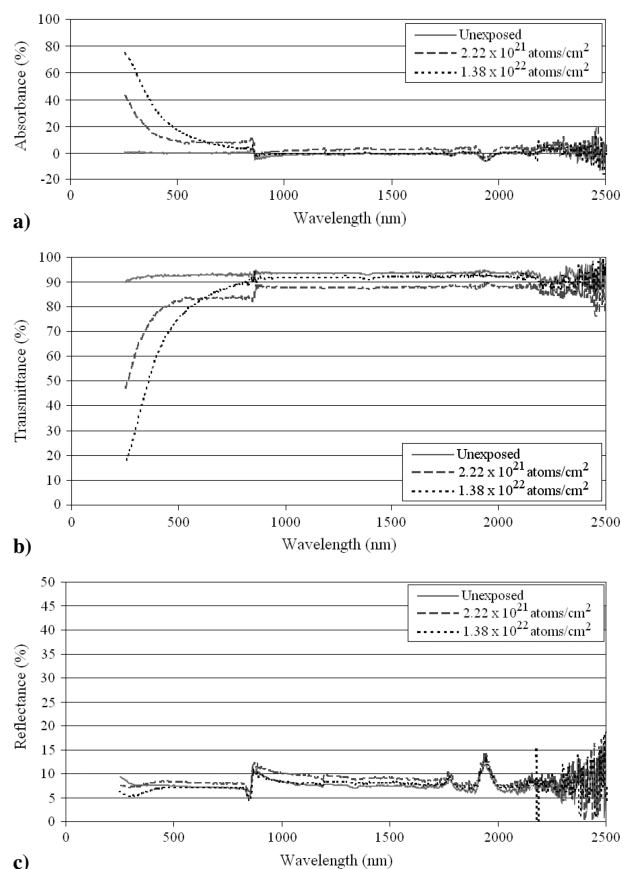 Absorbance (%)
100
80
60
40
20
0
-20
Unexposed
2.22 x 10²¹ atoms/cm²
1.38 x 10²² atoms/cm²
0 500 1000 1500 2000 2500
Wavelength (nm)
a)
Transmittance (%)
100
90
80
70
60
50
40
30
20
10
0
Unexposed
2.22 x 10²¹ atoms/cm²
1.38 x 10²² atoms/cm²
0 500 1000 1500 2000 2500
Wavelength (nm)
b)
Reflectance (%)
50
45
40
35
30
25
20
15
10
5
0
Unexposed
2.22 x 10²¹ atoms/cm²
1.38 x 10²² atoms/cm²
0 500 1000 1500 2000 2500
Wavelength (nm)
c)